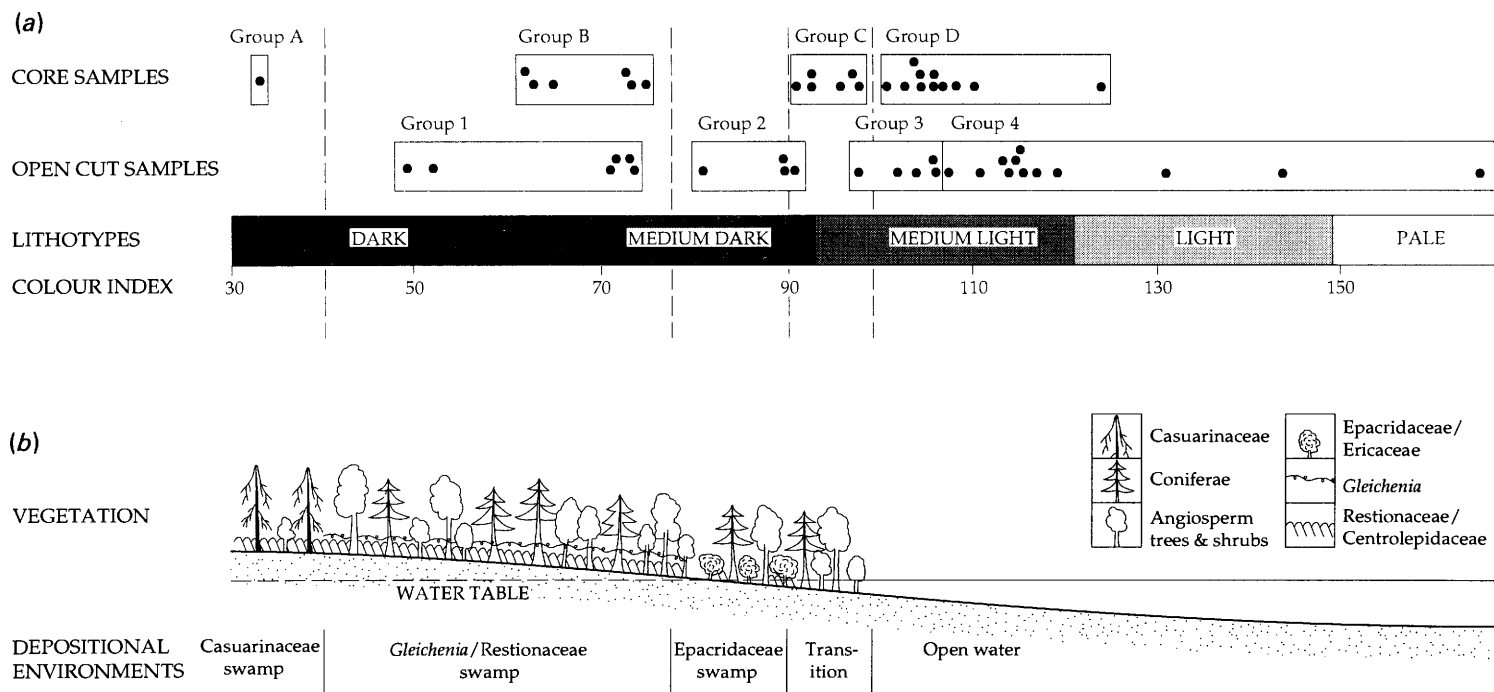 (a)
Group A
Group B
Group C
Group D
CORE SAMPLES
Group 1
Group 2
Group 3
Group 4
OPEN CUT SAMPLES
LITHOTYPES
DARK
MEDIUM DARK
MEDIUM LIGHT
LIGHT
PALE
COLOUR INDEX
30
50
70
90
110
130
150
(b)
Casuarinaceae
Epacridaceae/
Ericaceae
Coniferae
Gleichenia
Angiosperm
trees & shrubs
Restionaceae/
Centrolepidaceae
VEGETATION
WATER TABLE
DEPOSITIONAL
ENVIRONMENTS
Casuarinaceae
swamp
Gleichenia/Restionaceae
swamp
Epacridaceae
swamp
Trans-
ition
Open water